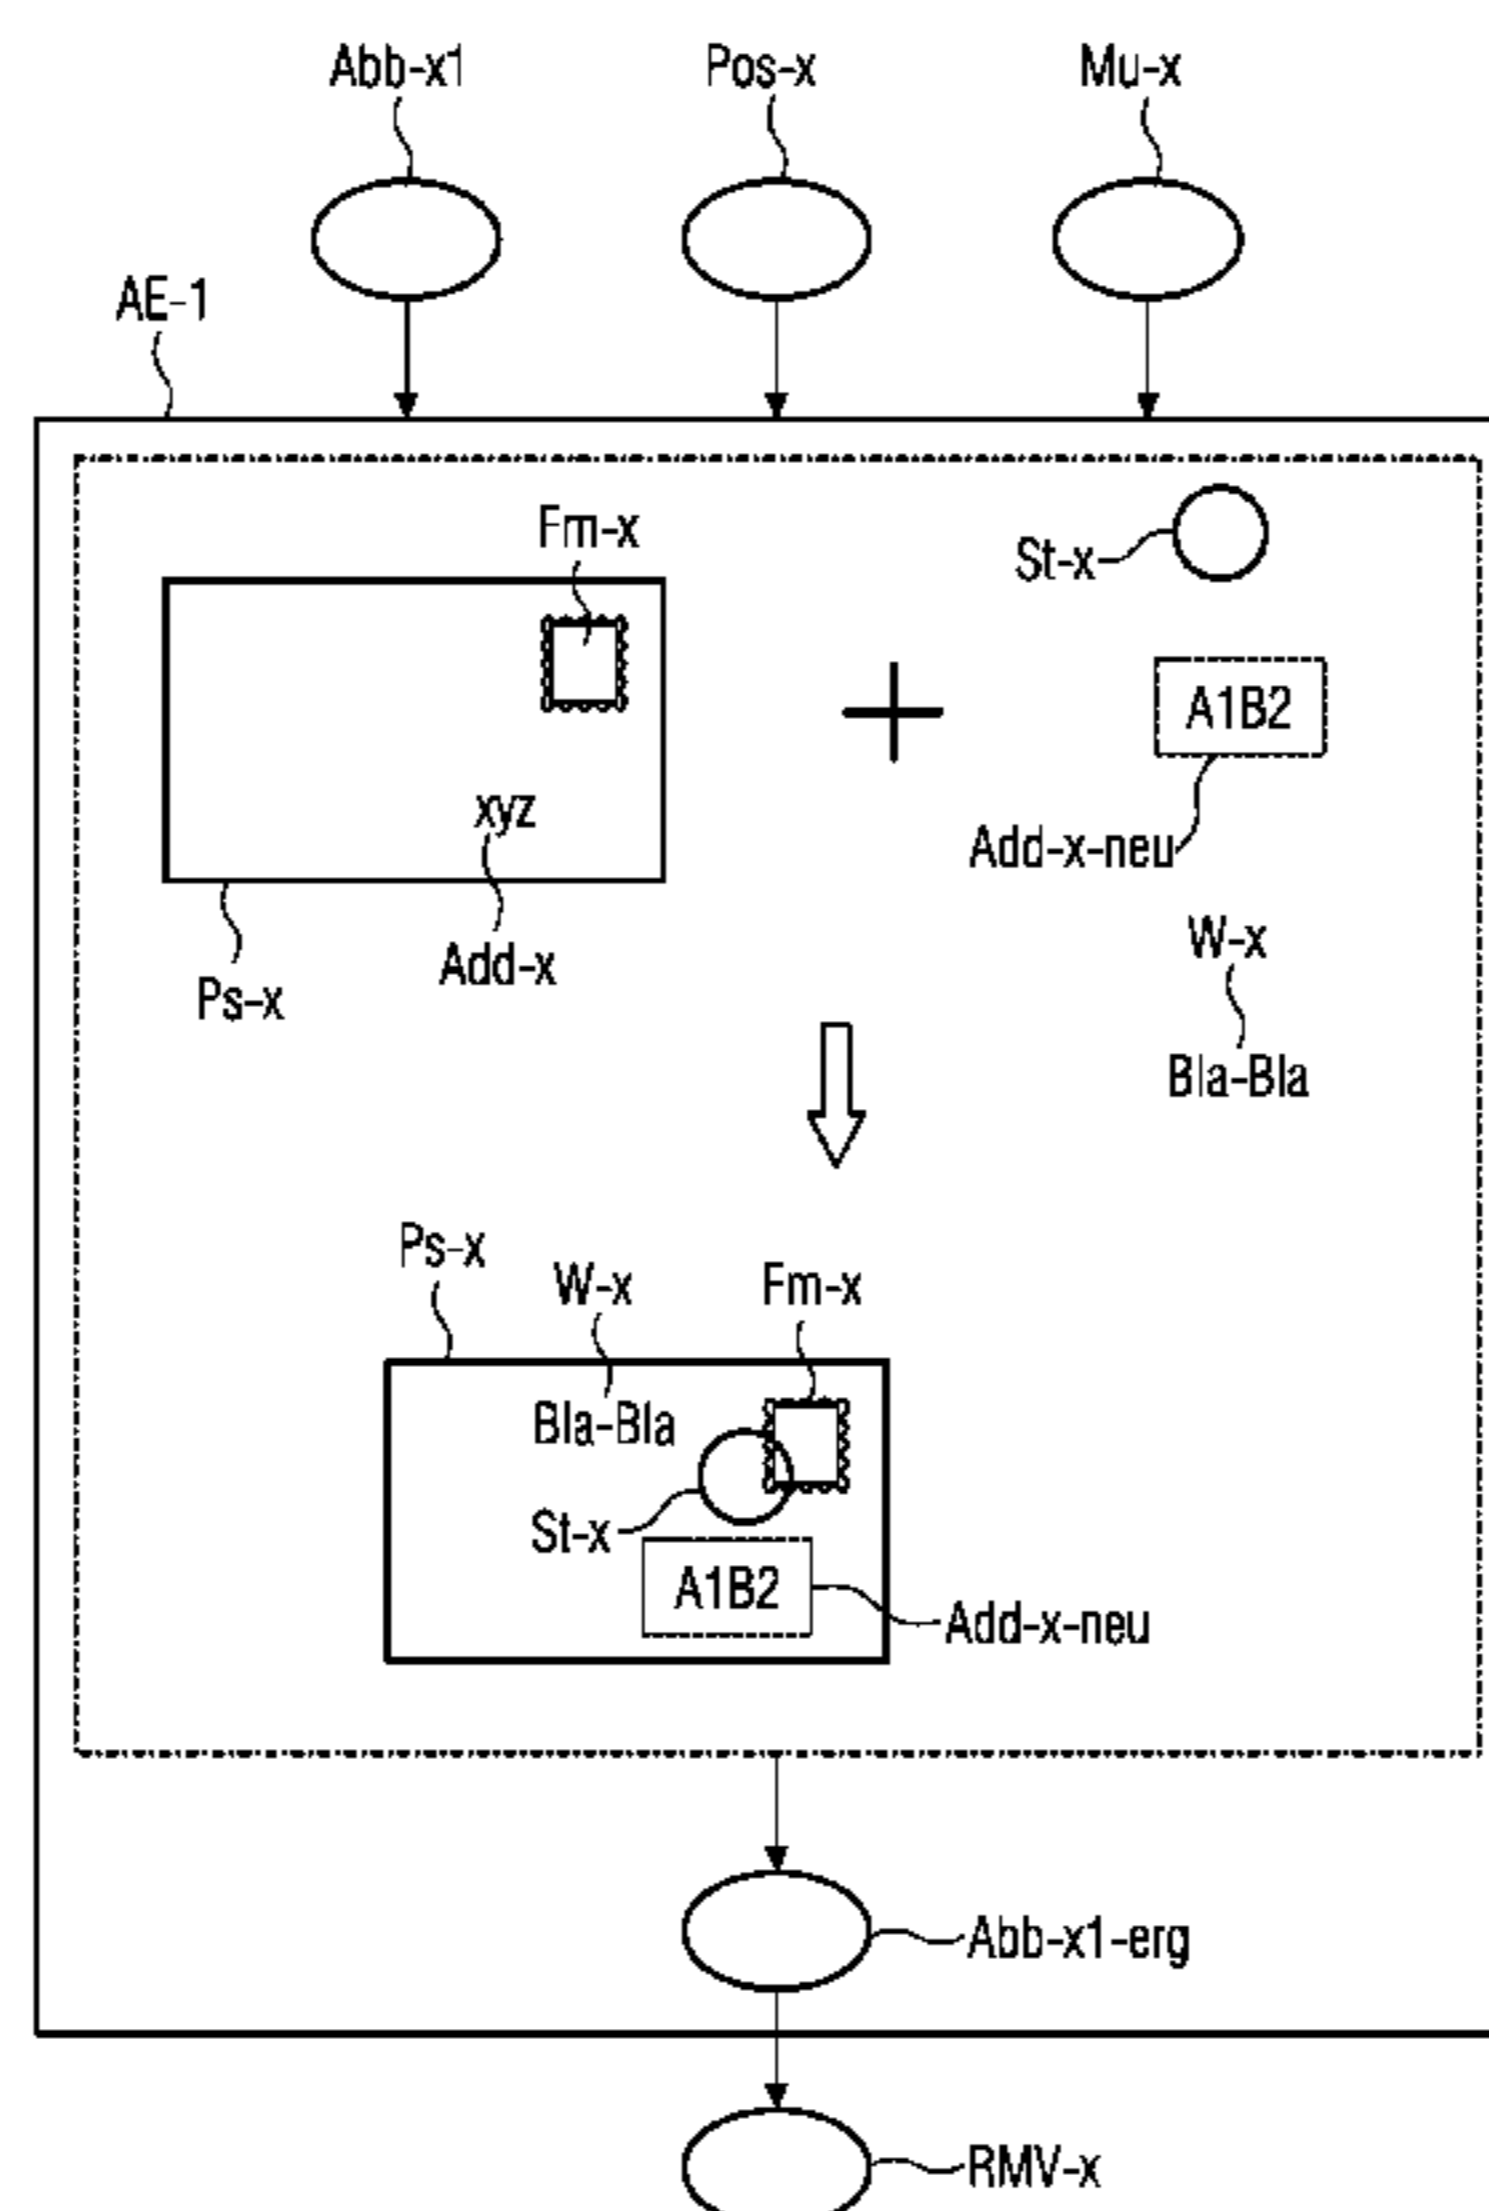 Abb-x1 Pos-x Mu-x
AE-1
Fm-x
St-x
A1B2
xyz
Add-x-neu
W-x
Add-x
Ps-x
Bla-Bla
Ps-x
W-x Fm-x
Bla-Bla
St-x
A1B2
Add-x-neu
Abb-x1-erg
RMV-x